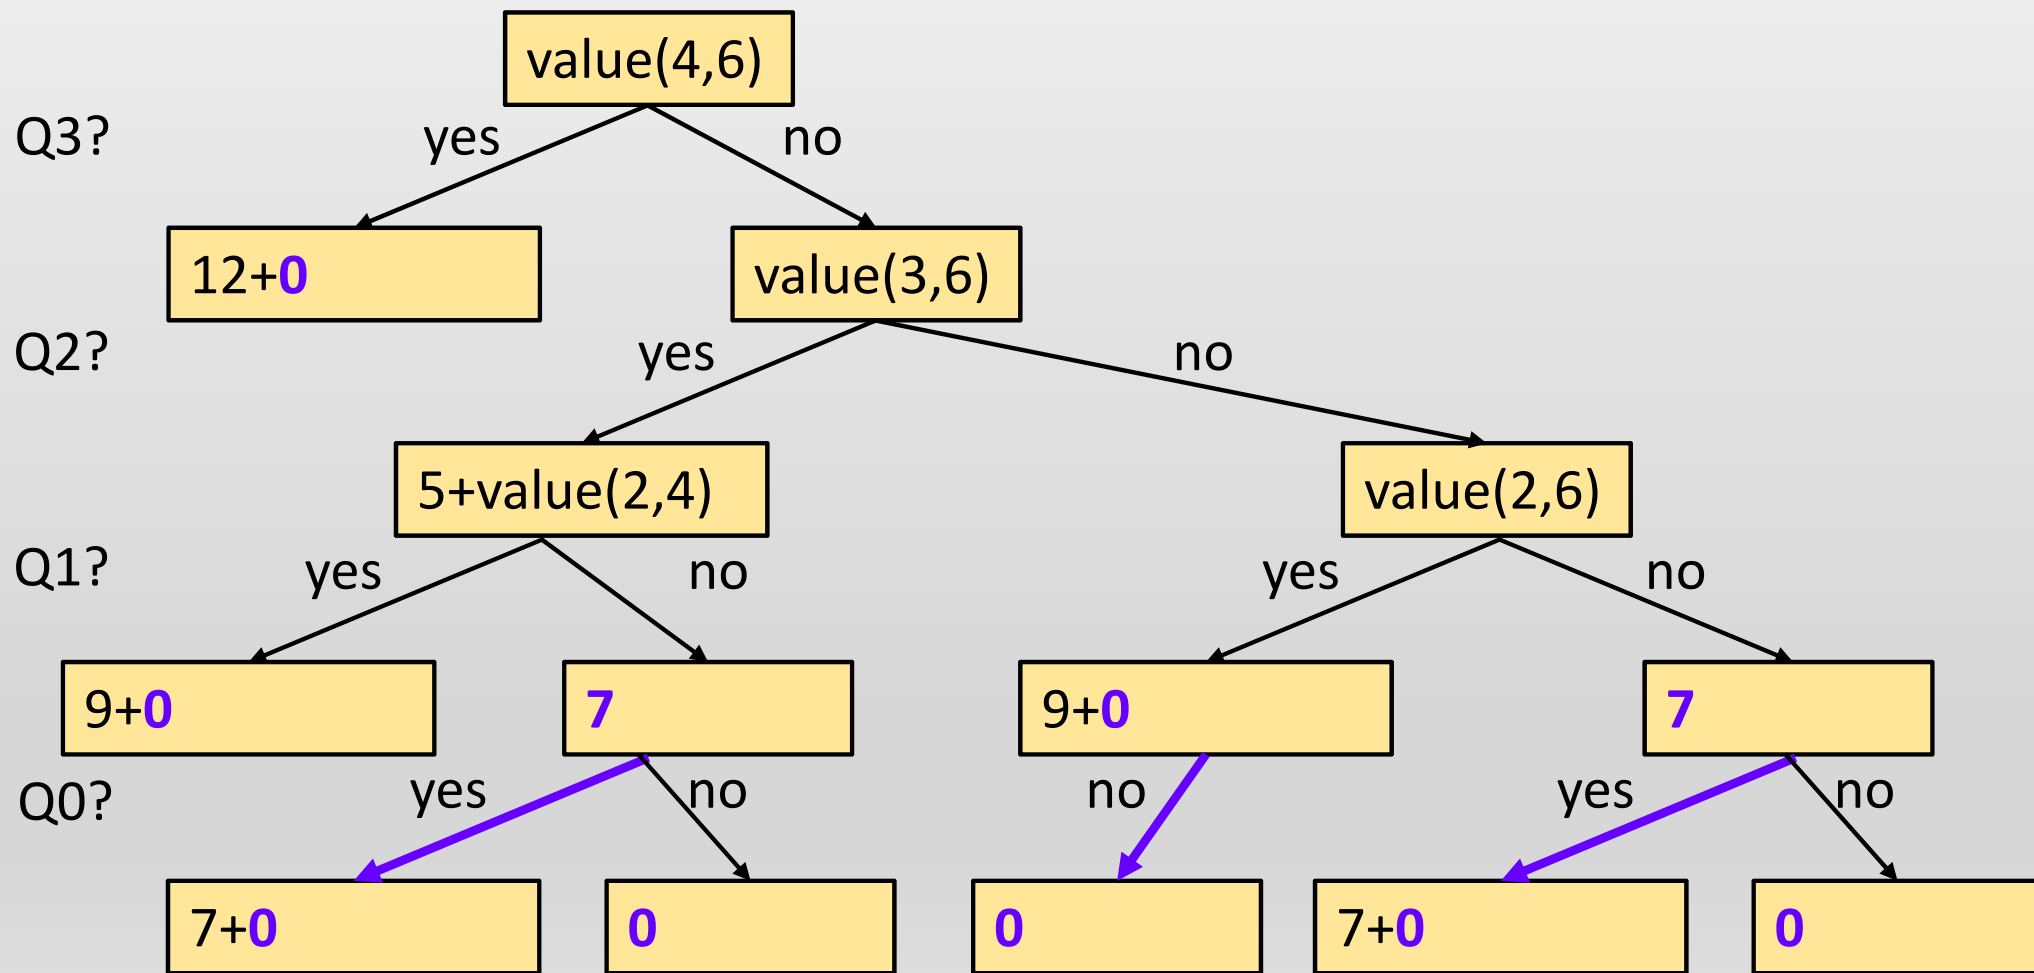 value(4,6)
Q3?
yes
no
12+0
value(3,6)
Q2?
yes
no
5+value(2,4)
value(2,6)
Q1?
yes
no
yes
no
9+0
7
9+0
7
Q0?
yes
no
no
yes
no
7+0
0
0
7+0
0